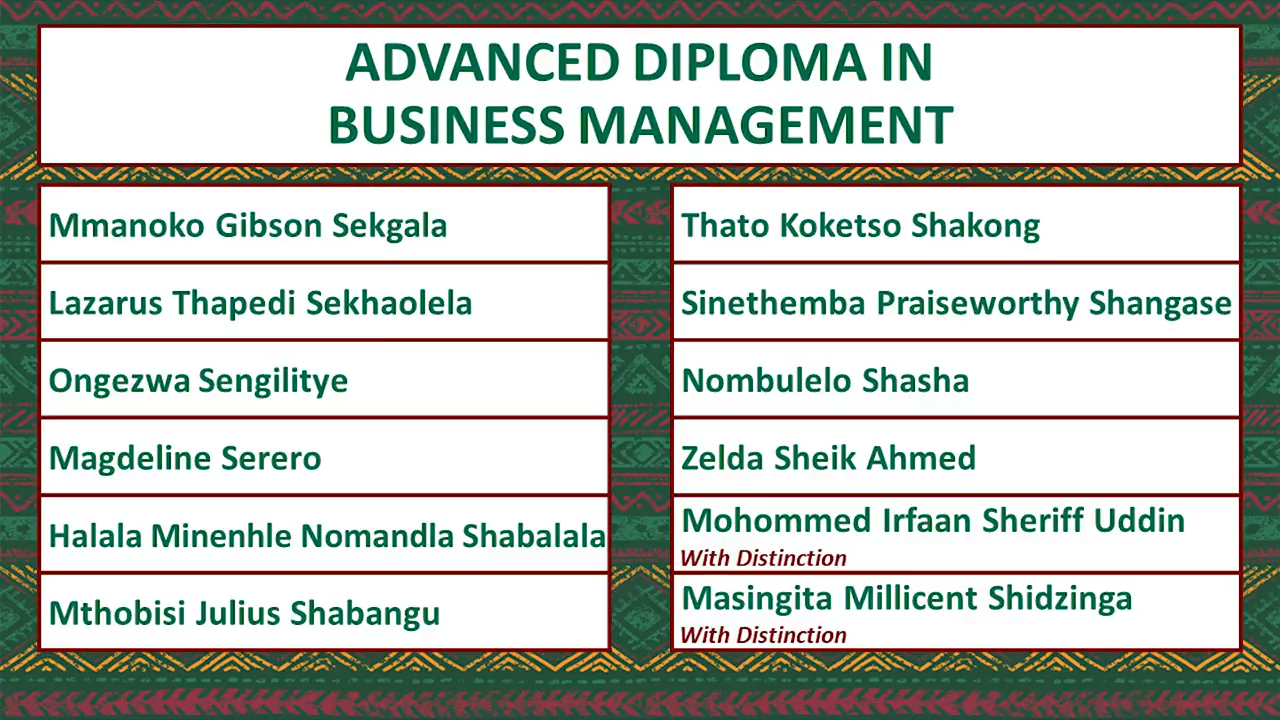 ADVANCED DIPLOMA IN
BUSINESS MANAGEMENT
Mmanoko Gibson Sekgala
Lazarus Thapedi Sekhaolela
Ongezwa Sengilitye
Magdeline Serero
Halala Minenhle Nomandla Shabalala
Mthobisi Julius Shabangu
Thato Koketso Shakong
Sinethemba Praiseworthy Shangase
Nombulelo Shasha
Zelda Sheik Ahmed
Mohommed Irfaan Sheriff Uddin
With Distinction
Masingita Millicent Shidzinga
With Distinction